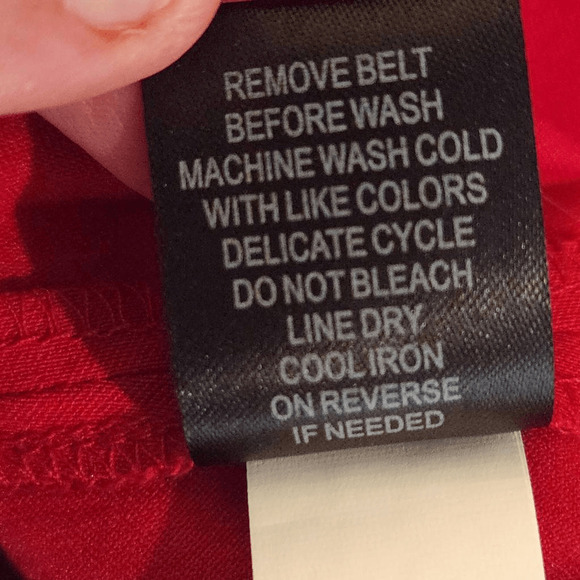 REMOVE BELT
BEFORE WASH
MACHINE WASH COLD
WITH LIKE COLORS
DELICATE CYCLE
DO NOT BLEACH
LINE DRY
COOL IRON
ON REVERSE
IF NEEDED